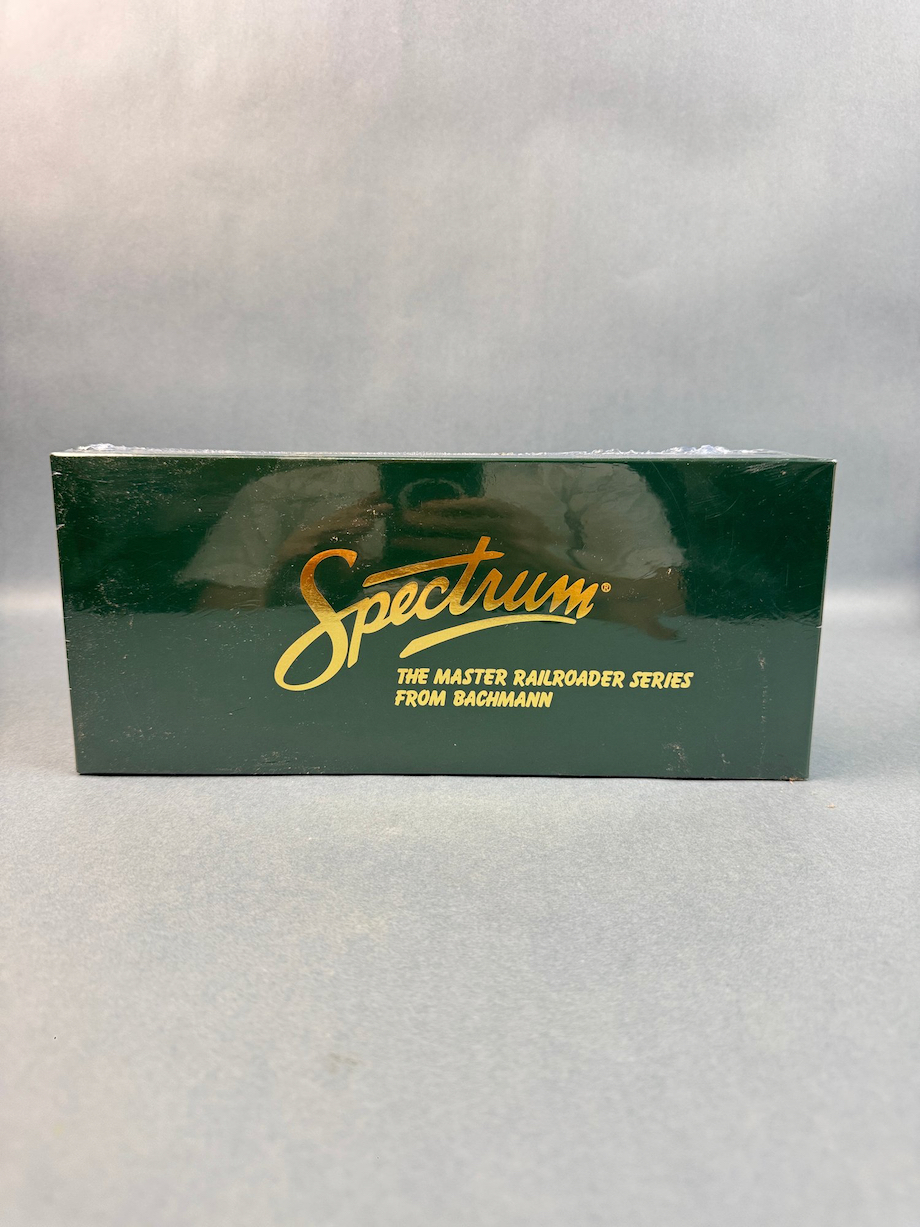 Spectrum®
THE MASTER RAILROADER SERIES
FROM BACHMANN